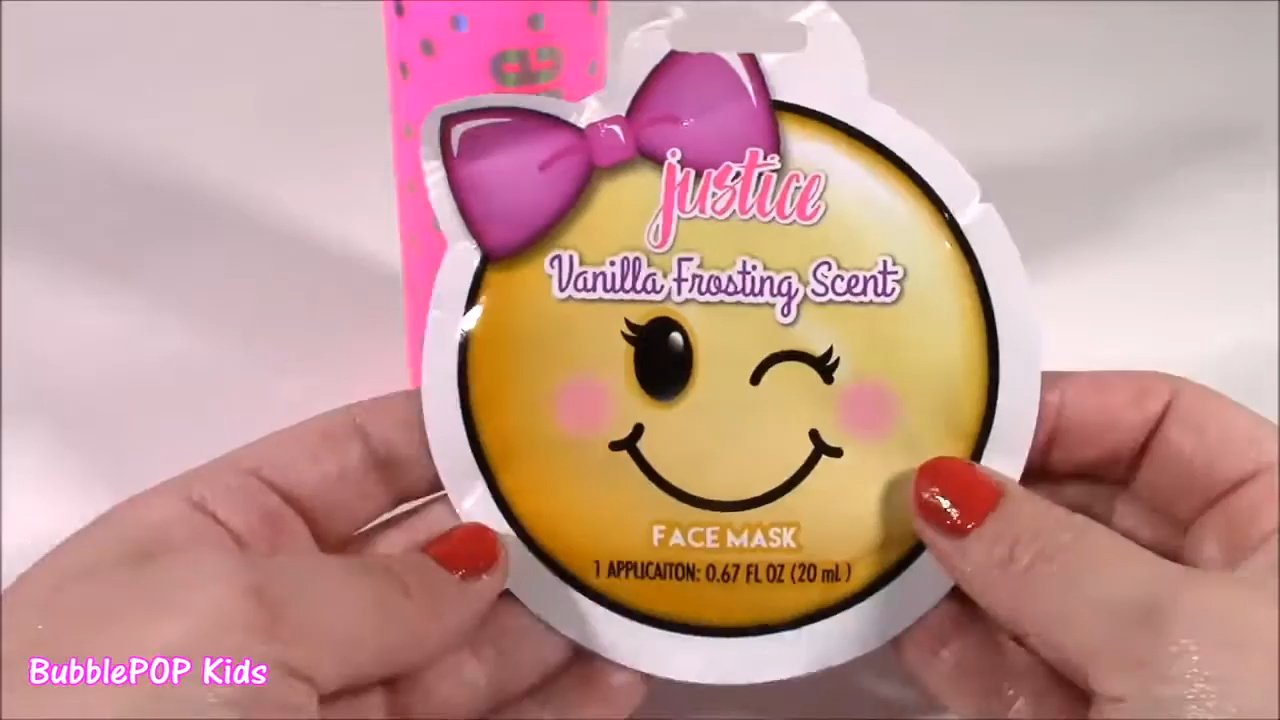 justice
Vanilla Frosting Scent
FACE MASK
1 APPLICAITON: 0.67 FL OZ (20 mL)
BubblePOP Kids